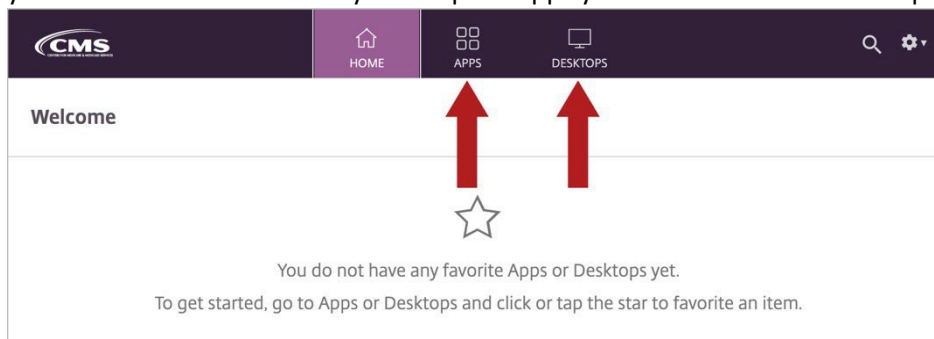 CMS
HOME
APPS
DESKTOPS
Welcome
You do not have any favorite Apps or Desktops yet.
To get started, go to Apps or Desktops and click or tap the star to favorite an item.